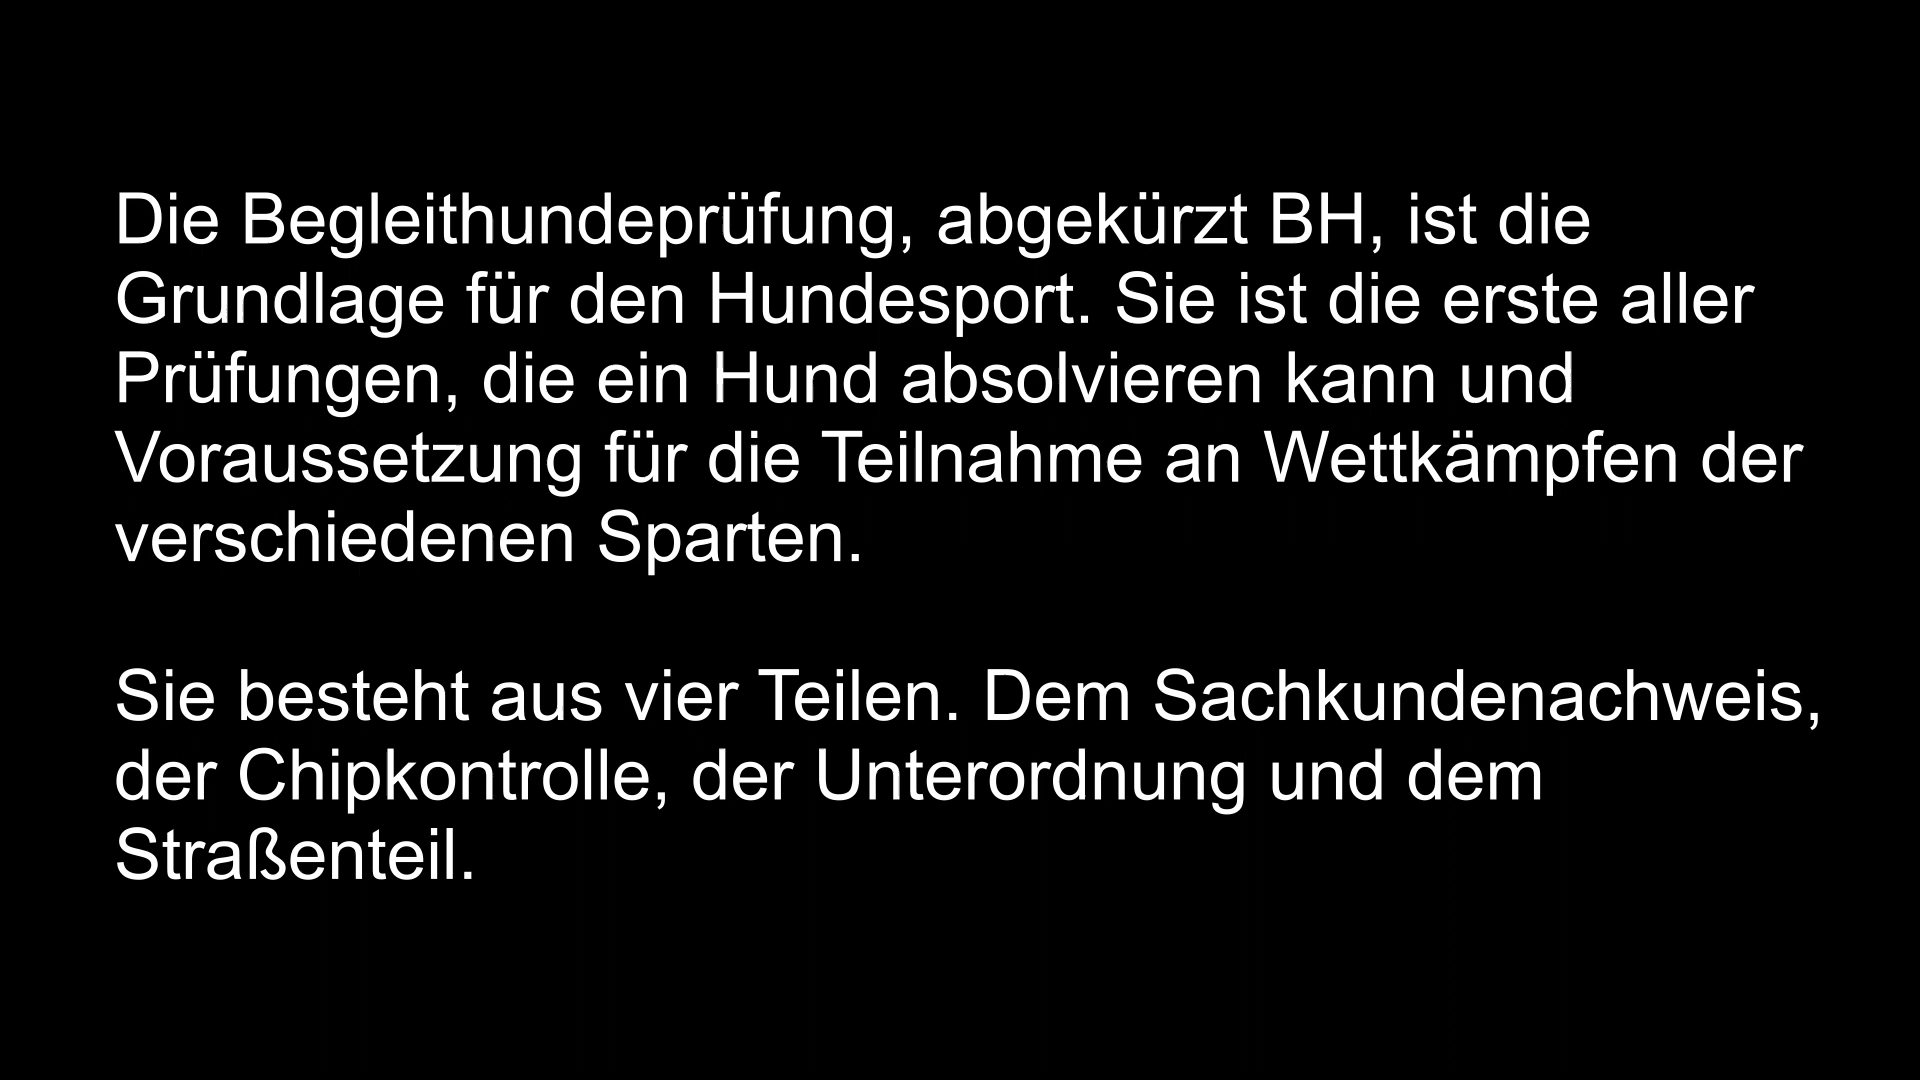 Die Begleithundeprüfung, abgekürzt BH, ist die
Grundlage für den Hundesport. Sie ist die erste aller
Prüfungen, die ein Hund absolvieren kann und
Voraussetzung für die Teilnahme an Wettkämpfen der
verschiedenen Sparten.
Sie besteht aus vier Teilen. Dem Sachkundenachweis,
der Chipkontrolle, der Unterordnung und dem
Straßenteil.